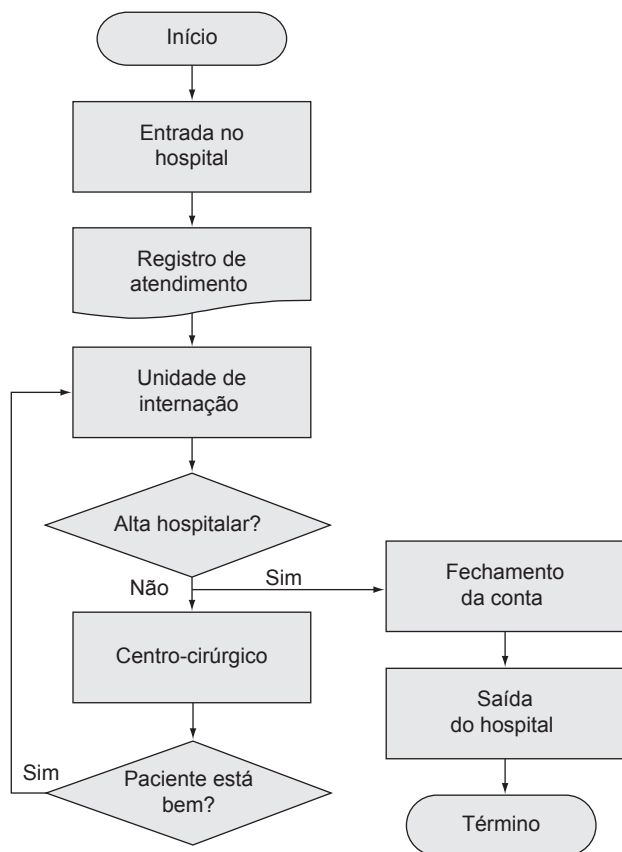 Início
Entrada no
hospital
Registro de
atendimento
Unidade de
internação
Alta hospitalar?
Não
Sim
Fechamento
da conta
Centro-cirúrgico
Saída
do hospital
Sim
Paciente está
bem?
Término